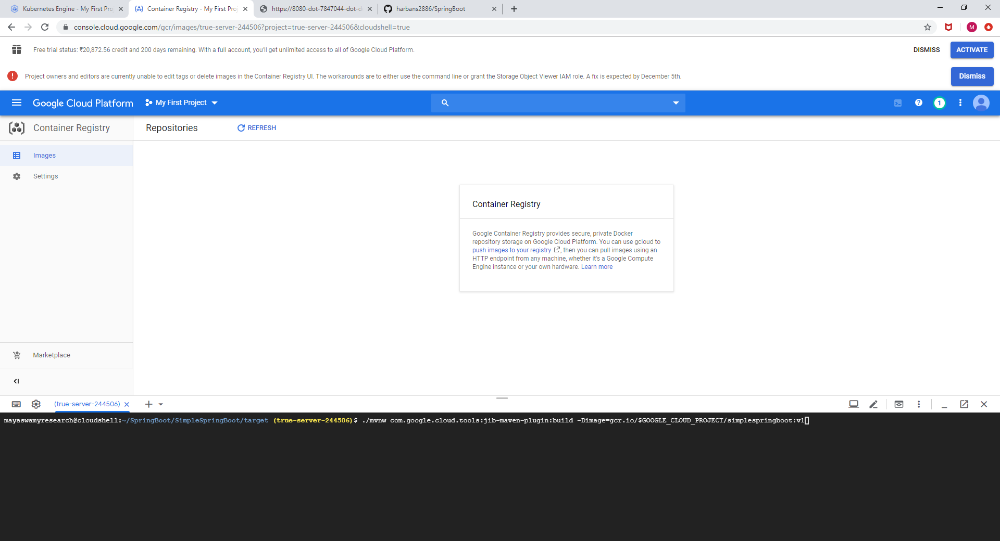 Kubernetes Engine - My First Pro
Container Registry - My First Proj
https://8080-dot-7847044-dot-d
harbans2886/SpringBoot
console.cloud.google.com/gcr/images/true-server-244506?project=true-server-244506&cloudshell=true
M
Free trial status: ₹20,872.56 credit and 200 days remaining. With a full account, you'll get unlimited access to all of Google Cloud Platform.
DISMISS
ACTIVATE
Project owners and editors are currently unable to edit tags or delete images in the Container Registry UI. The workarounds are to either use the command line or grant the Storage Object Viewer IAM role. A fix is expected by December 5th.
Dismiss
Google Cloud Platform
My First Project
1
Container Registry
Repositories
REFRESH
Images
Settings
Container Registry
Google Container Registry provides secure, private Docker
repository storage on Google Cloud Platform. You can use gcloud to
push images to your registry , then you can pull images using an
HTTP endpoint from any machine, whether it's a Google Compute
Engine instance or your own hardware. Learn more
Marketplace
(true-server-244506)
mayaswamyresearch@cloudshell:~/SpringBoot/SimpleSpringBoot/target (true-server-244506)$ ./mvnw com.google.cloud.tools:jib-maven-plugin:build -Dimage=gcr.io/$GOOGLE_CLOUD_PROJECT/simplespringboot:v1